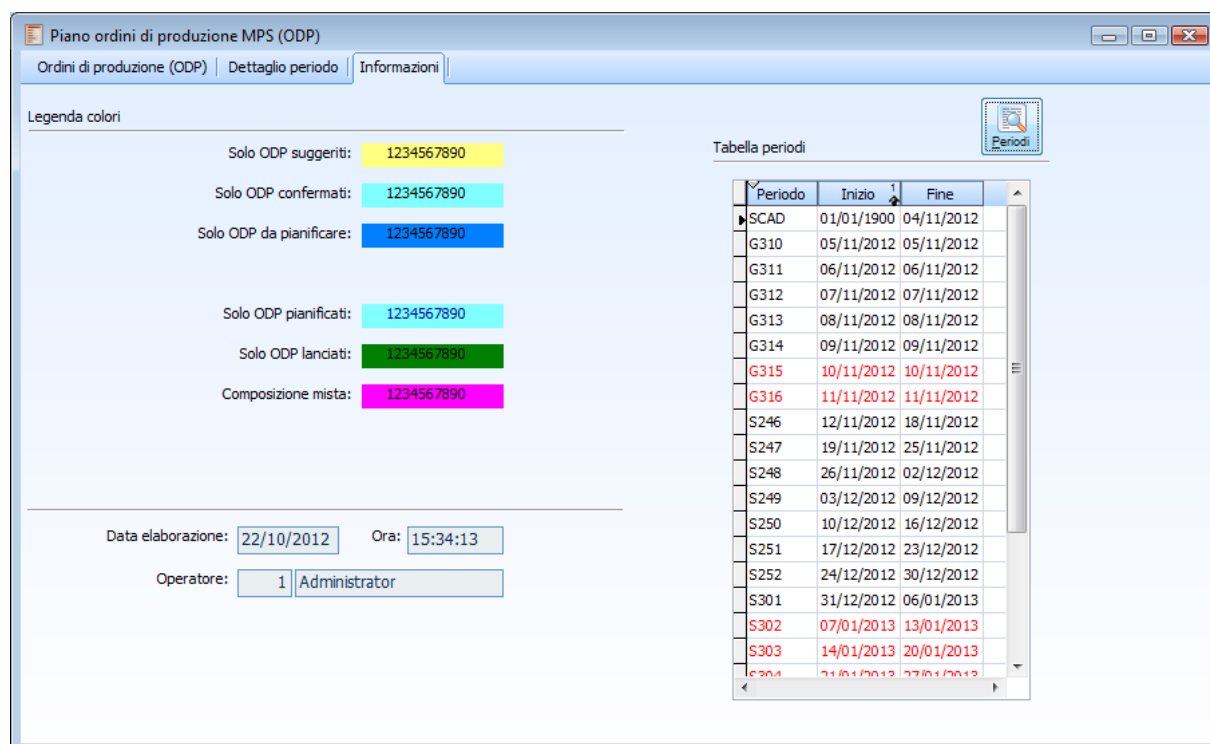 Piano ordini di produzione MPS (ODP)
Ordini di produzione (ODP) Dettaglio periodo Informazioni
Legenda colori
Solo ODP suggeriti: 1234567890
Solo ODP confermati: 1234567890
Solo ODP da pianificare: 1234567890
Solo ODP pianificati: 1234567890
Solo ODP lanciati: 1234567890
Composizione mista: 1234567890
Data elaborazione: 22/10/2012 Ora: 15:34:13
Operatore: 1 Administrator
Periodi
Tabella periodi
Periodo Inizio 1 Fine
SCAD 01/01/1900 04/11/2012
G310 05/11/2012 05/11/2012
G311 06/11/2012 06/11/2012
G312 07/11/2012 07/11/2012
G313 08/11/2012 08/11/2012
G314 09/11/2012 09/11/2012
G315 10/11/2012 10/11/2012
G316 11/11/2012 11/11/2012
S246 12/11/2012 18/11/2012
S247 19/11/2012 25/11/2012
S248 26/11/2012 02/12/2012
S249 03/12/2012 09/12/2012
S250 10/12/2012 16/12/2012
S251 17/12/2012 23/12/2012
S252 24/12/2012 30/12/2012
S301 31/12/2012 06/01/2013
S302 07/01/2013 13/01/2013
S303 14/01/2013 20/01/2013
S304 21/01/2013 27/01/2013